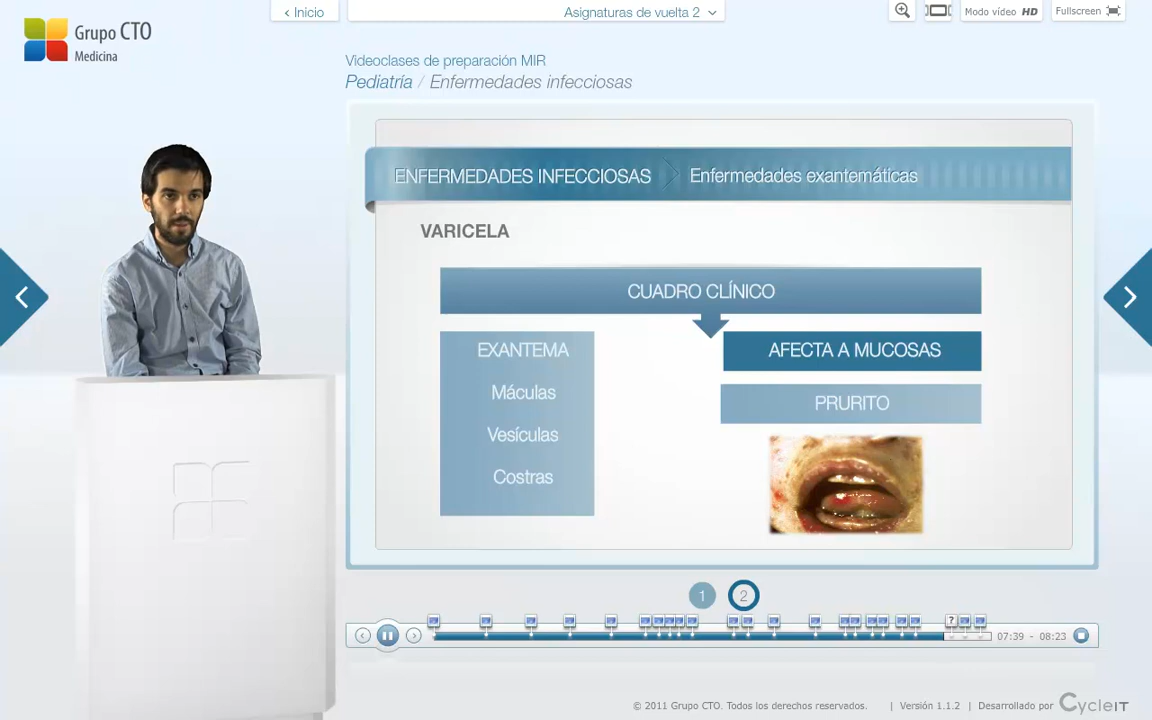 Grupo CTO
Medicina
‹ Inicio
Asignaturas de vuelta 2
Modo vídeo HD
Fullscreen
Videoclases de preparación MIR
Pediatría / Enfermedades infecciosas
ENFERMEDADES INFECCIOSAS
Enfermedades exantemáticas
VARICELA
CUADRO CLÍNICO
EXANTEMA
Máculas
Vesículas
Costras
AFECTA A MUCOSAS
PRURITO
1
2
?
07:39 - 08:23
© 2011 Grupo CTO. Todos los derechos reservados. | Versión 1.1.2 | Desarrollado por CycleIT